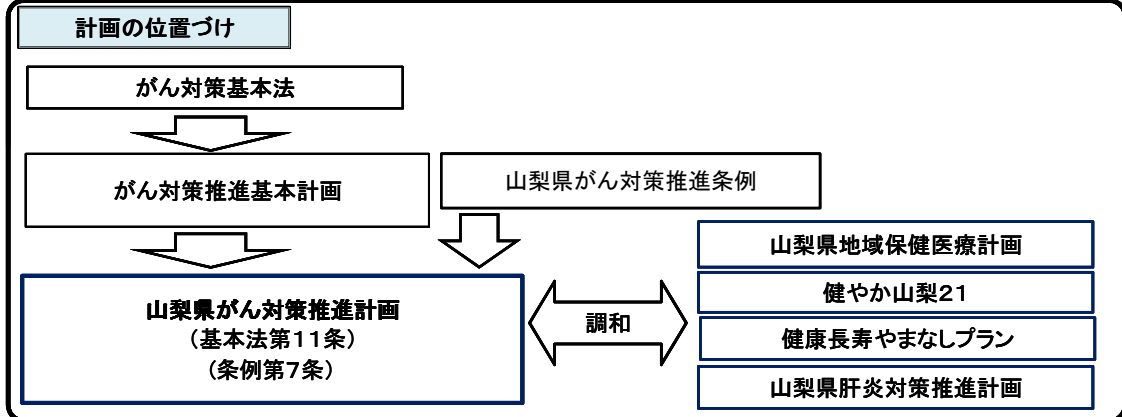 計画の位置づけ
がん対策基本法
がん対策推進基本計画
山梨県がん対策推進条例
山梨県がん対策推進計画
(基本法第11条)
(条例第7条)
調和
山梨県地域保健医療計画
健やか山梨21
健康長寿やまなしプラン
山梨県肝炎対策推進計画